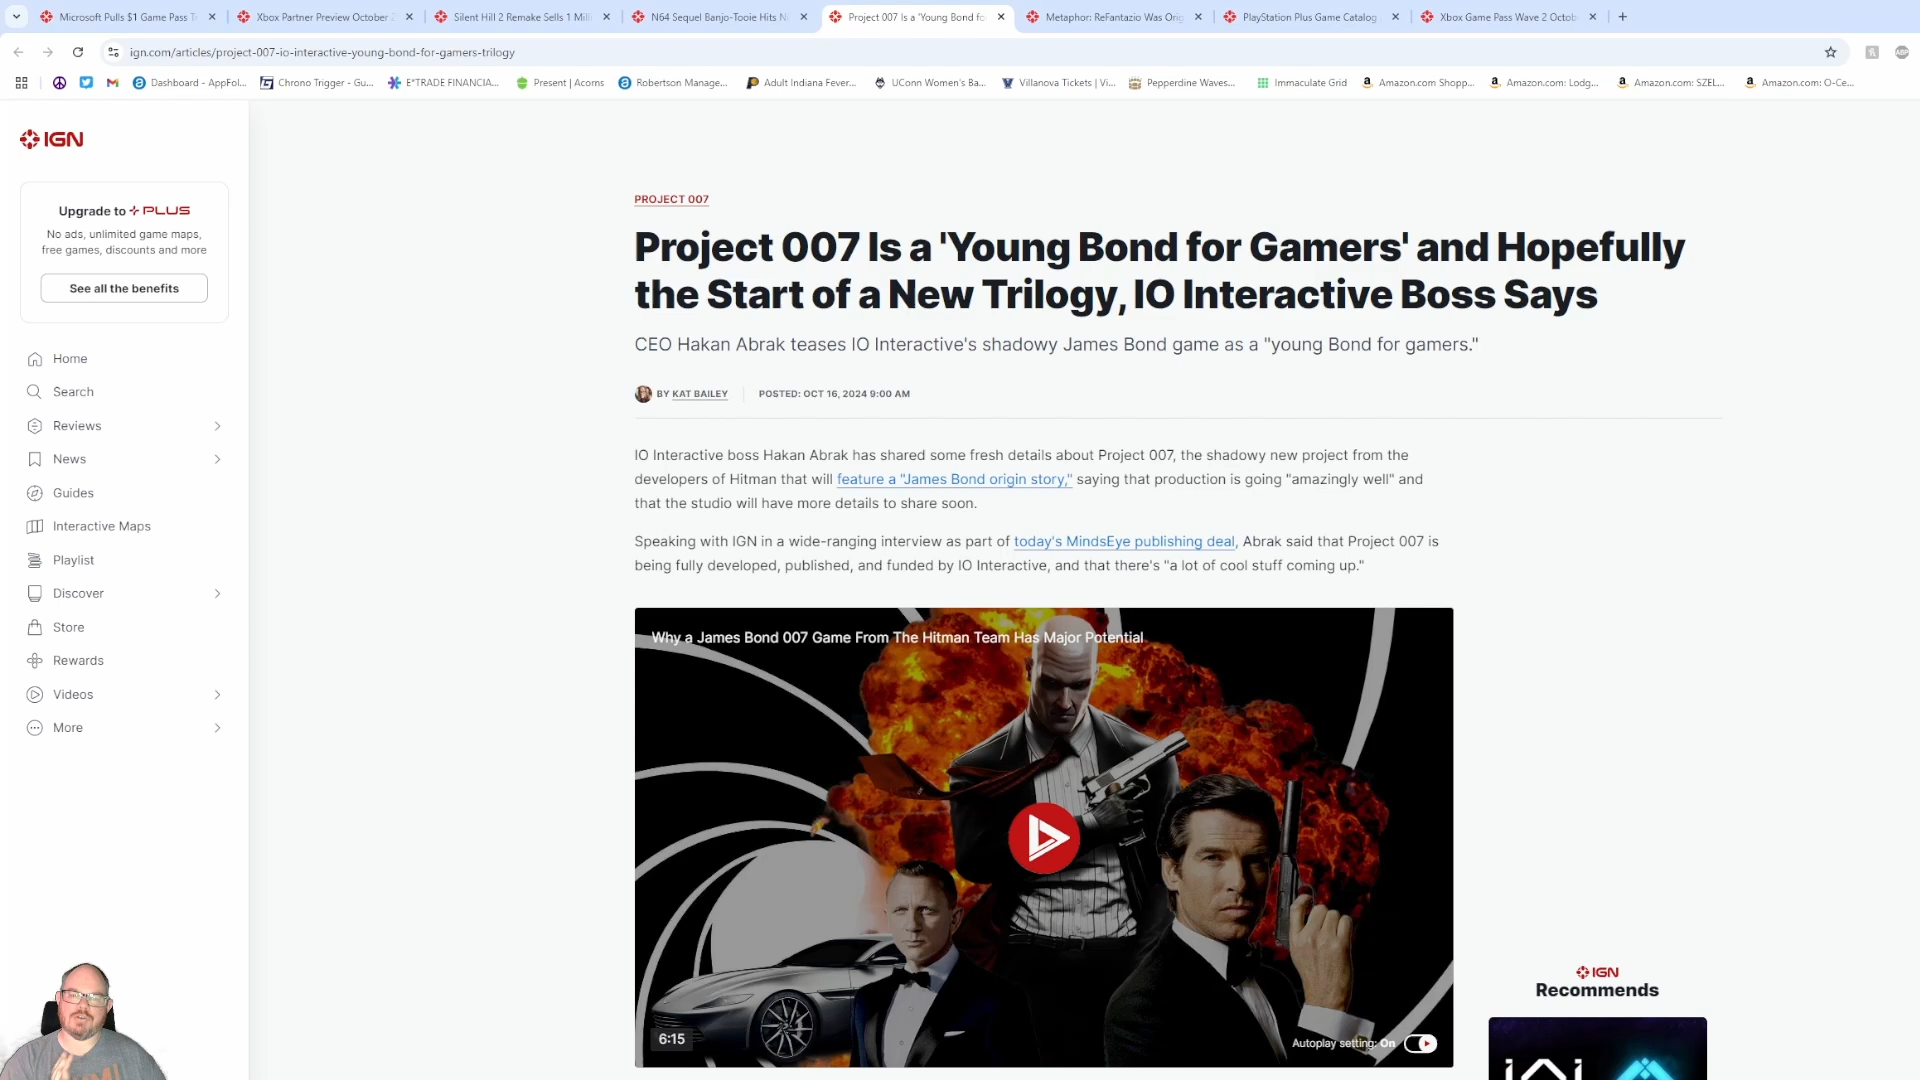 Microsoft Pulls $1 Game Pass T
Xbox Partner Preview October 2
Silent Hill 2 Remake Sells 1 Mill
N64 Sequel Banjo-Tooie Hits Ni
Project 007 Is a 'Young Bond fo
Metaphor: ReFantazio Was Orig
PlayStation Plus Game Catalog
Xbox Game Pass Wave 2 Octob
ign.com/articles/project-007-io-interactive-young-bond-for-gamers-trilogy
Dashboard - AppFol...
Chrono Trigger - Gu...
E*TRADE FINANCIA...
Present | Acorns
Robertson Manage...
Adult Indiana Fever...
UConn Women's Ba...
Villanova Tickets | Vi...
Pepperdine Waves...
Immaculate Grid
Amazon.com Shopp...
Amazon.com: Lodg...
Amazon.com: SZEL...
Amazon.com: O-Ce...
IGN
Upgrade to PLUS
No ads, unlimited game maps,
free games, discounts and more
See all the benefits
Home
Search
Reviews
News
Guides
Interactive Maps
Playlist
Discover
Store
Rewards
Videos
More
PROJECT 007
Project 007 Is a 'Young Bond for Gamers' and Hopefully
the Start of a New Trilogy, IO Interactive Boss Says
CEO Hakan Abrak teases IO Interactive's shadowy James Bond game as a "young Bond for gamers."
BY KAT BAILEY
POSTED: OCT 16, 2024 9:00 AM
IO Interactive boss Hakan Abrak has shared some fresh details about Project 007, the shadowy new project from the
developers of Hitman that will feature a "James Bond origin story," saying that production is going "amazingly well" and
that the studio will have more details to share soon.
Speaking with IGN in a wide-ranging interview as part of today's MindsEye publishing deal, Abrak said that Project 007 is
being fully developed, published, and funded by IO Interactive, and that there's "a lot of cool stuff coming up."
Why a James Bond 007 Game From The Hitman Team Has Major Potential
6:15
Autoplay setting: On
IGN
Recommends